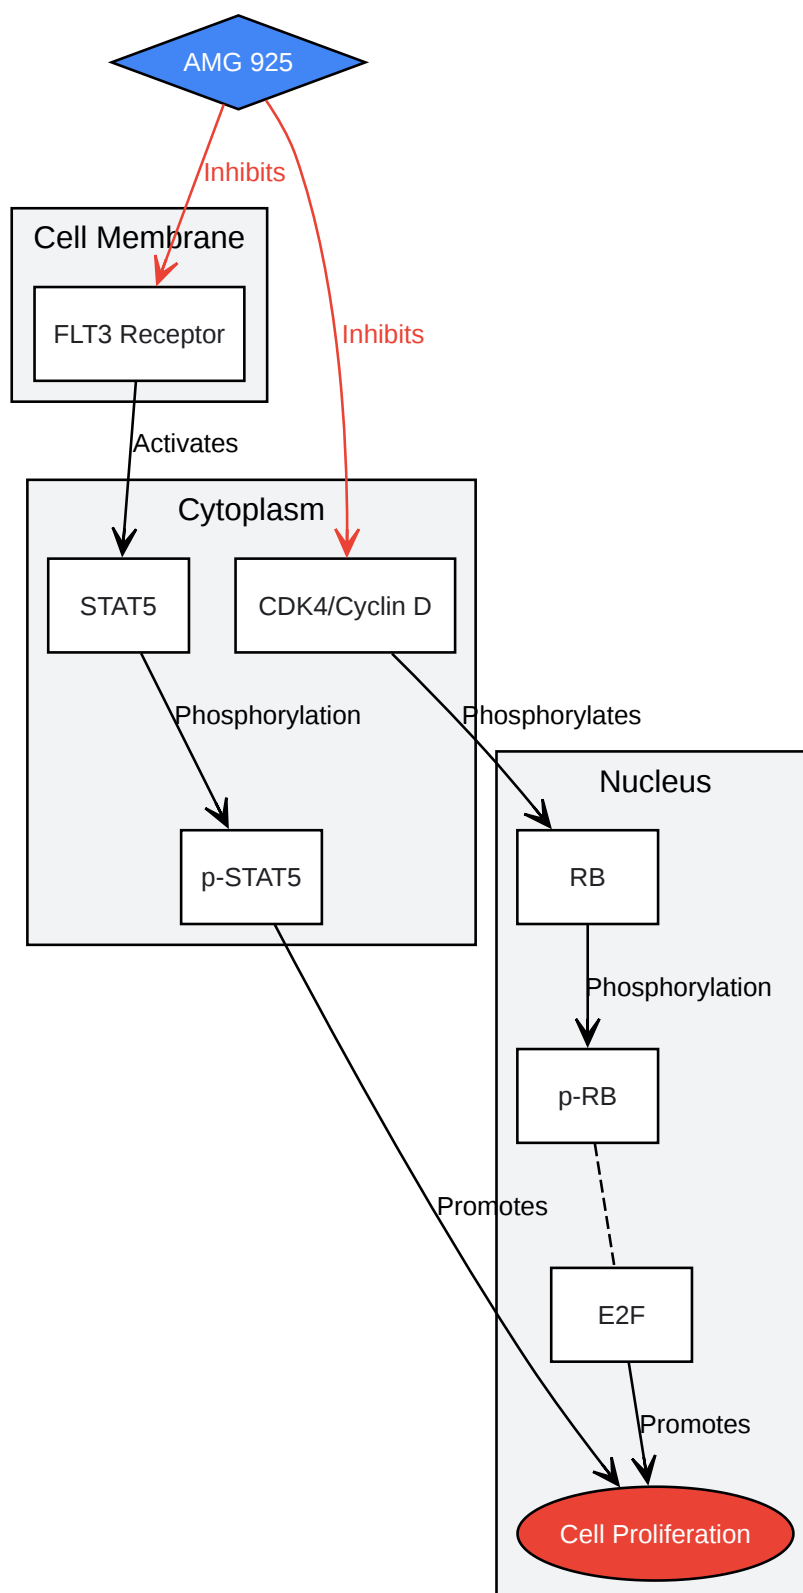 AMG 925
Inhibits
Cell Membrane
FLT3 Receptor
Inhibits
Activates
Cytoplasm
STAT5
CDK4/Cyclin D
Phosphorylation
Phosphorylates
Nucleus
p-STAT5
RB
Phosphorylation
p-RB
Promotes
E2F
Promotes
Cell Proliferation